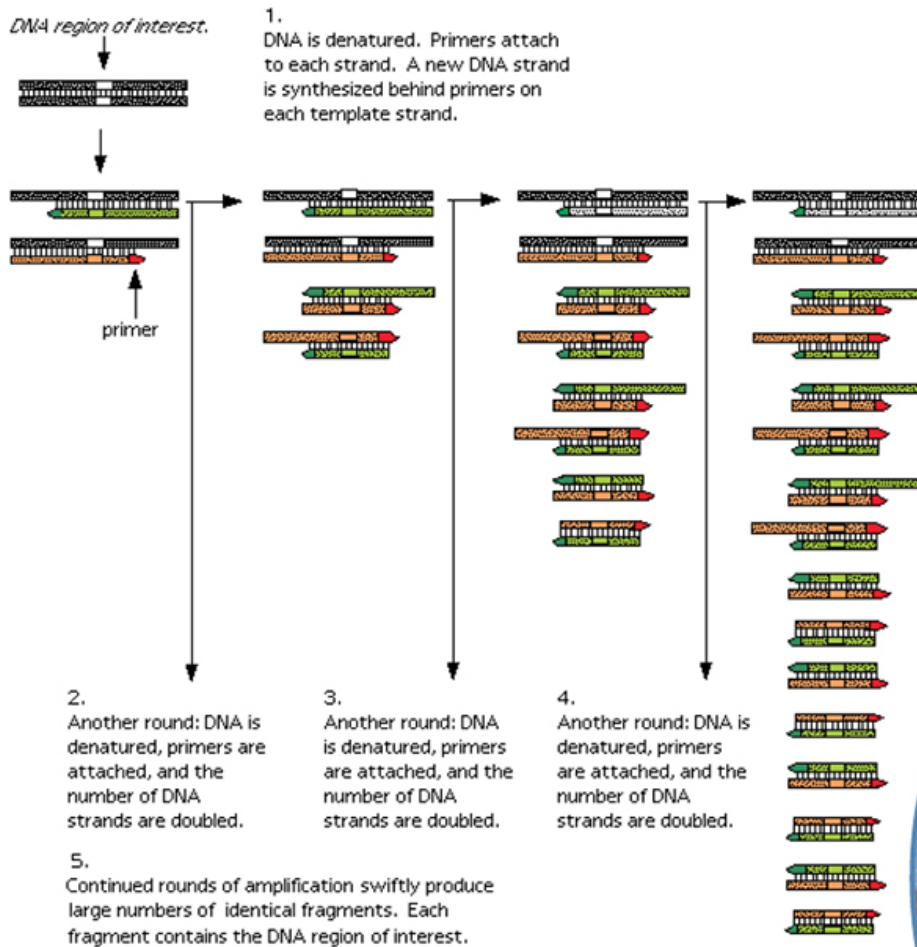 DNA region of interest.
1.
DNA is denatured. Primers attach
to each strand. A new DNA strand
is synthesized behind primers on
each template strand.
primer
2.
Another round: DNA is
denatured, primers are
attached, and the
number of DNA
strands are doubled.
3.
Another round: DNA
is denatured, primers
are attached, and the
number of DNA
strands are doubled.
4.
Another round: DNA is
denatured, primers
are attached, and the
number of DNA
strands are doubled.
5.
Continued rounds of amplification swiftly produce
large numbers of identical fragments. Each
fragment contains the DNA region of interest.